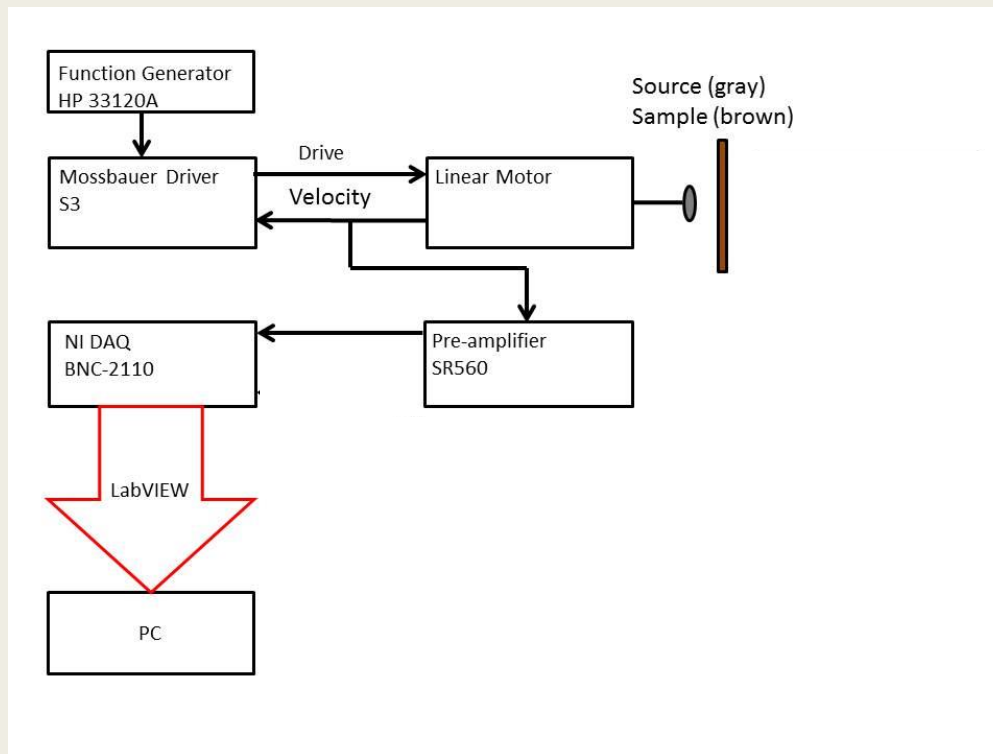 Function Generator
HP 33120A
Source (gray)
Sample (brown)
Drive
Mossbauer Driver
S3
Velocity
Linear Motor
NI DAQ
BNC-2110
Pre-amplifier
SR560
LabVIEW
PC